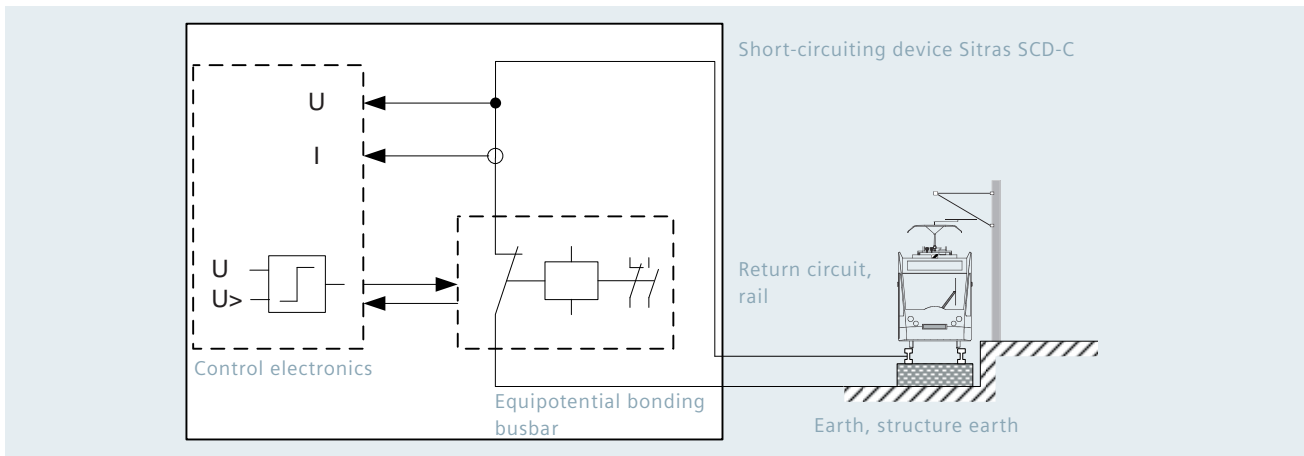 Short-circuiting device Sitras SCD-C
U
I
U
U>
Return circuit,
rail
Control electronics
Equipotential bonding
busbar
Earth, structure earth